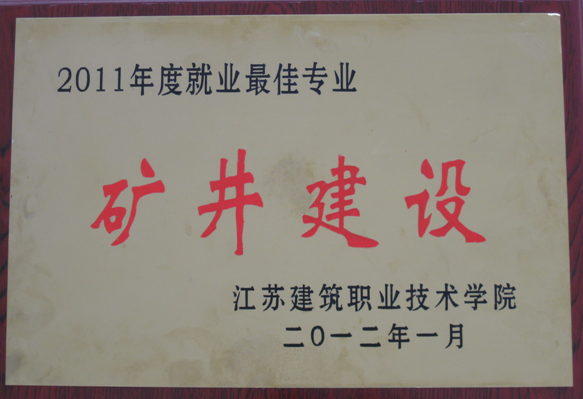 2011年度就业最佳专业
矿井建设
江苏建筑职业技术学院
二〇一二年一月